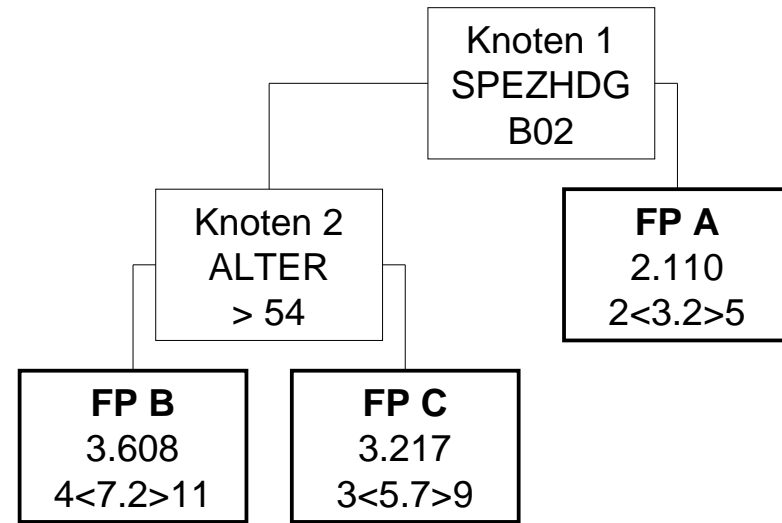 Knoten 1
SPEZHDG
B02
Knoten 2
ALTER
> 54
FP A
2.110
2<3.2>5
FP B
3.608
4<7.2>11
FP C
3.217
3<5.7>9